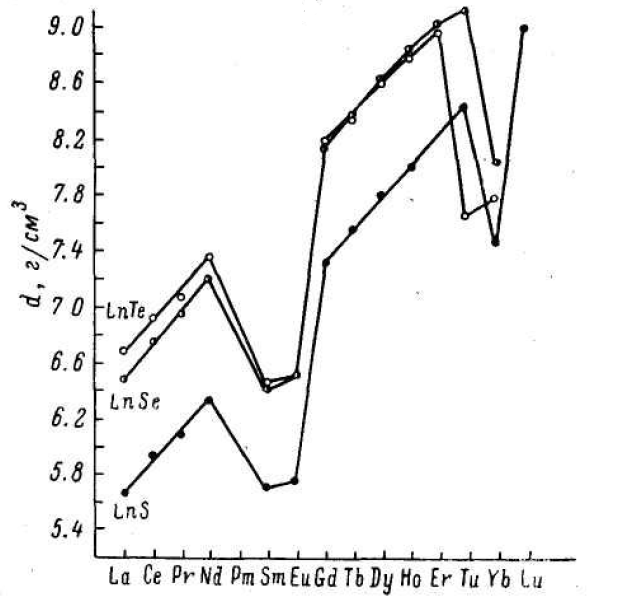 9.0
8.6
8.2
7.8
7.4
7.0
6.6
6.2
5.8
5.4
d, г/см³
LnTe
LnSe
LnS
La Ce Pr Nd Pm Sm Eu Gd Tb Dy Ho Er Tu Yb Lu